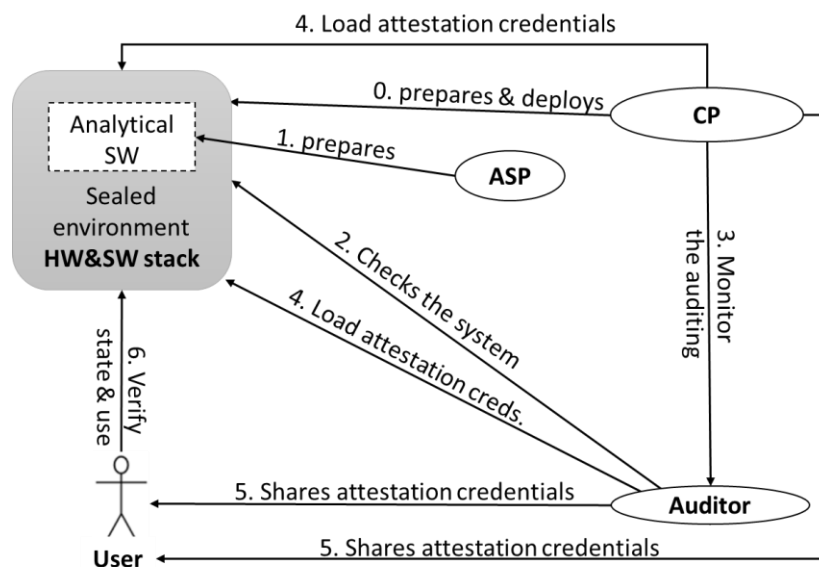 4. Load attestation credentials
0. prepares & deploys
CP
Analytical
SW
1. prepares
ASP
Sealed
environment
HW&SW stack
2. Checks the system
3. Monitor
the auditing
4. Load attestation creds.
6. Verify
state & use
5. Shares attestation credentials
Auditor
5. Shares attestation credentials
User